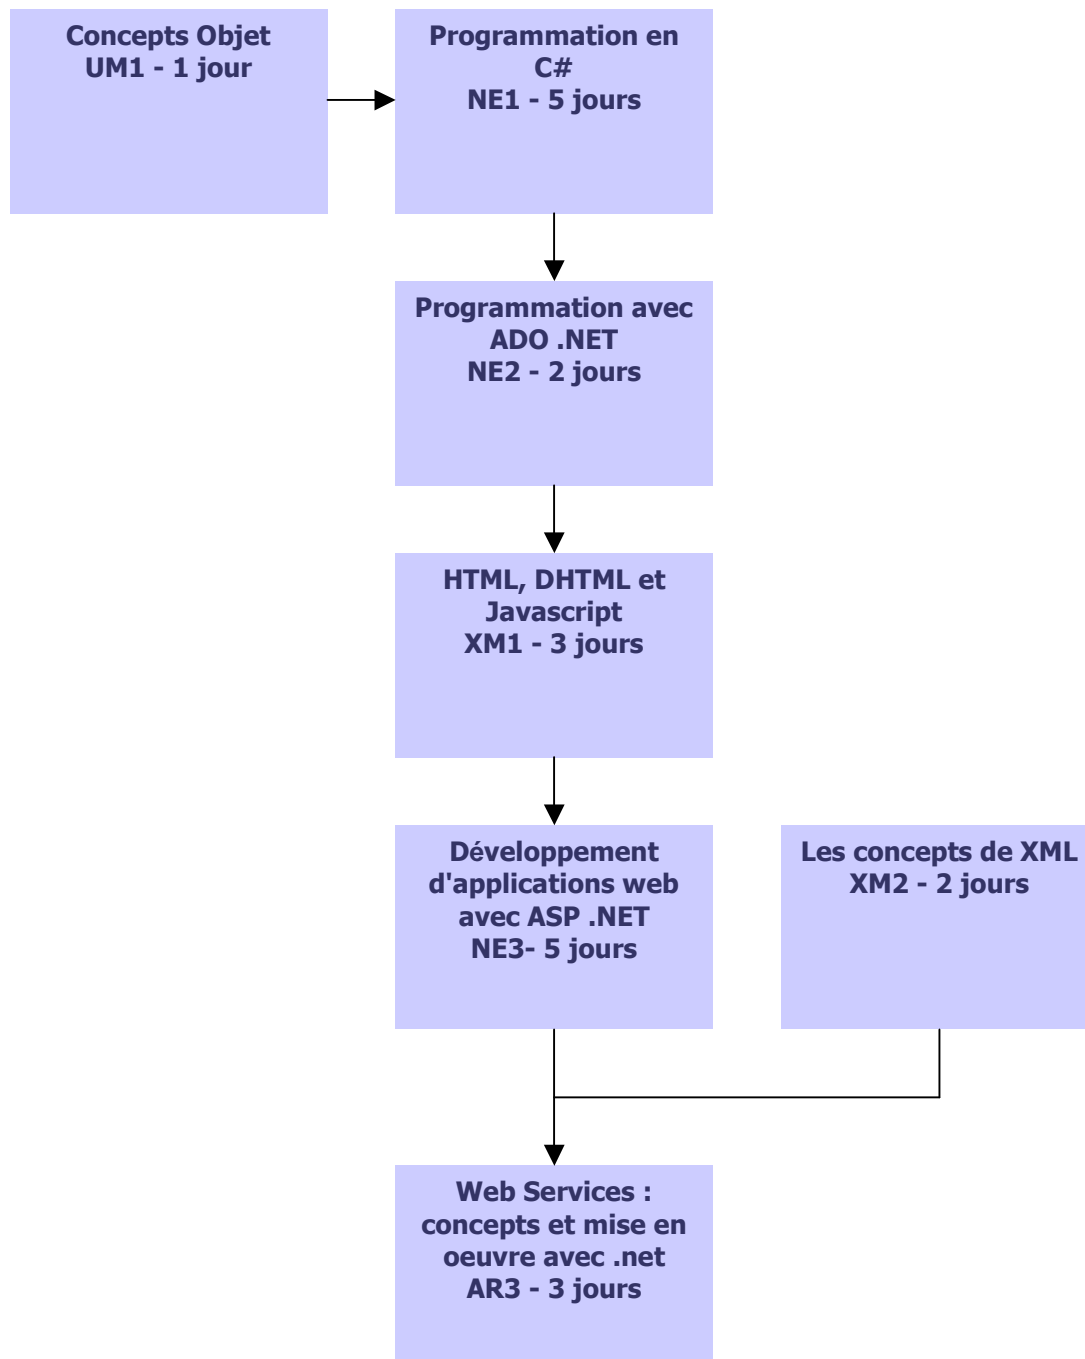 Concepts Objet
UM1 - 1 jour
Programmation en
C#
NE1 - 5 jours
Programmation avec
ADO .NET
NE2 - 2 jours
HTML, DHTML et
Javascript
XM1 - 3 jours
Développement
d'applications web
avec ASP .NET
NE3- 5 jours
Les concepts de XML
XM2 - 2 jours
Web Services :
concepts et mise en
oeuvre avec .net
AR3 - 3 jours